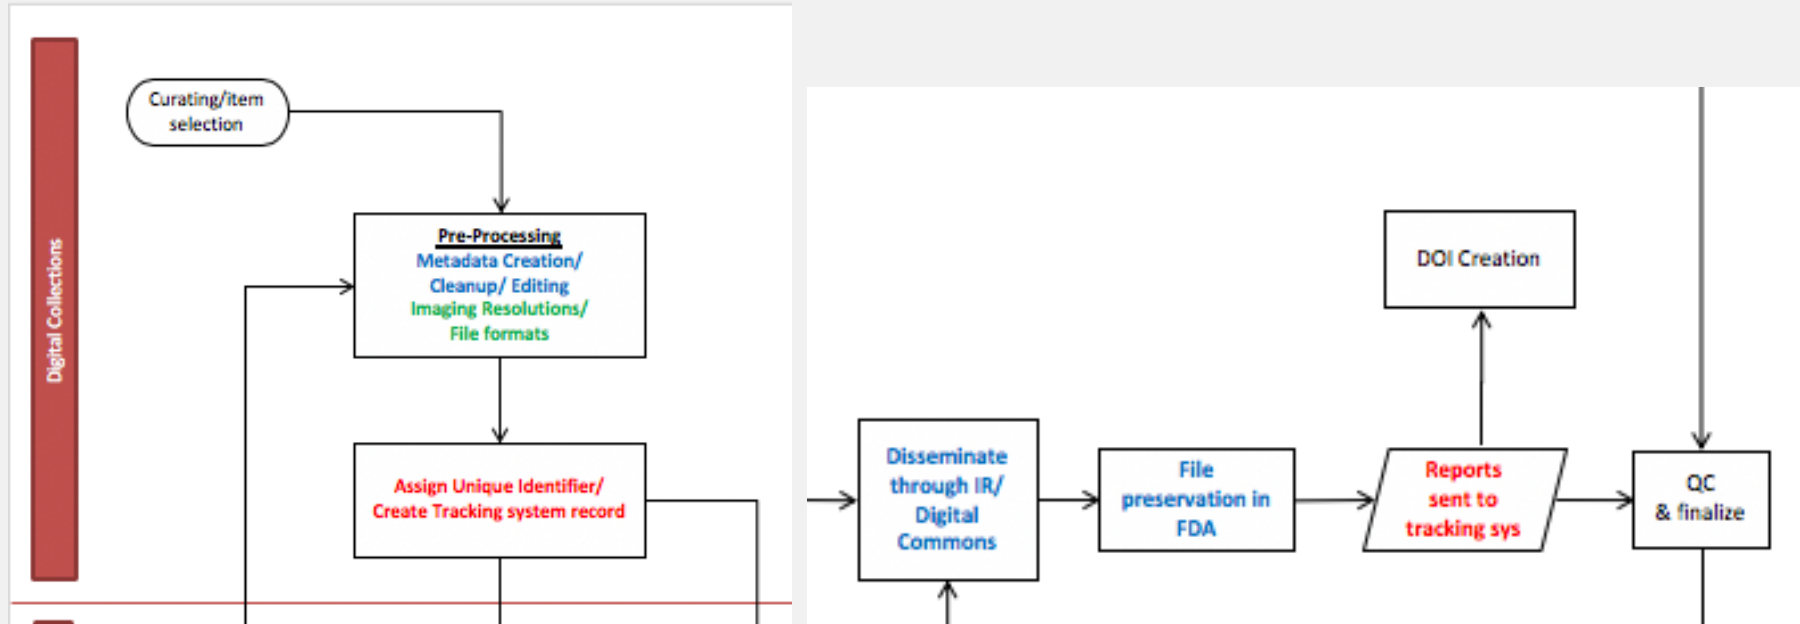 Digital Collections
Curating/item
selection
Pre-Processing
Metadata Creation/
Cleanup/ Editing
Imaging Resolutions/
File formats
Assign Unique Identifier/
Create Tracking system record
DOI Creation
Disseminate
through IR/
Digital
Commons
File
preservation in
FDA
Reports
sent to
tracking sys
QC
& finalize